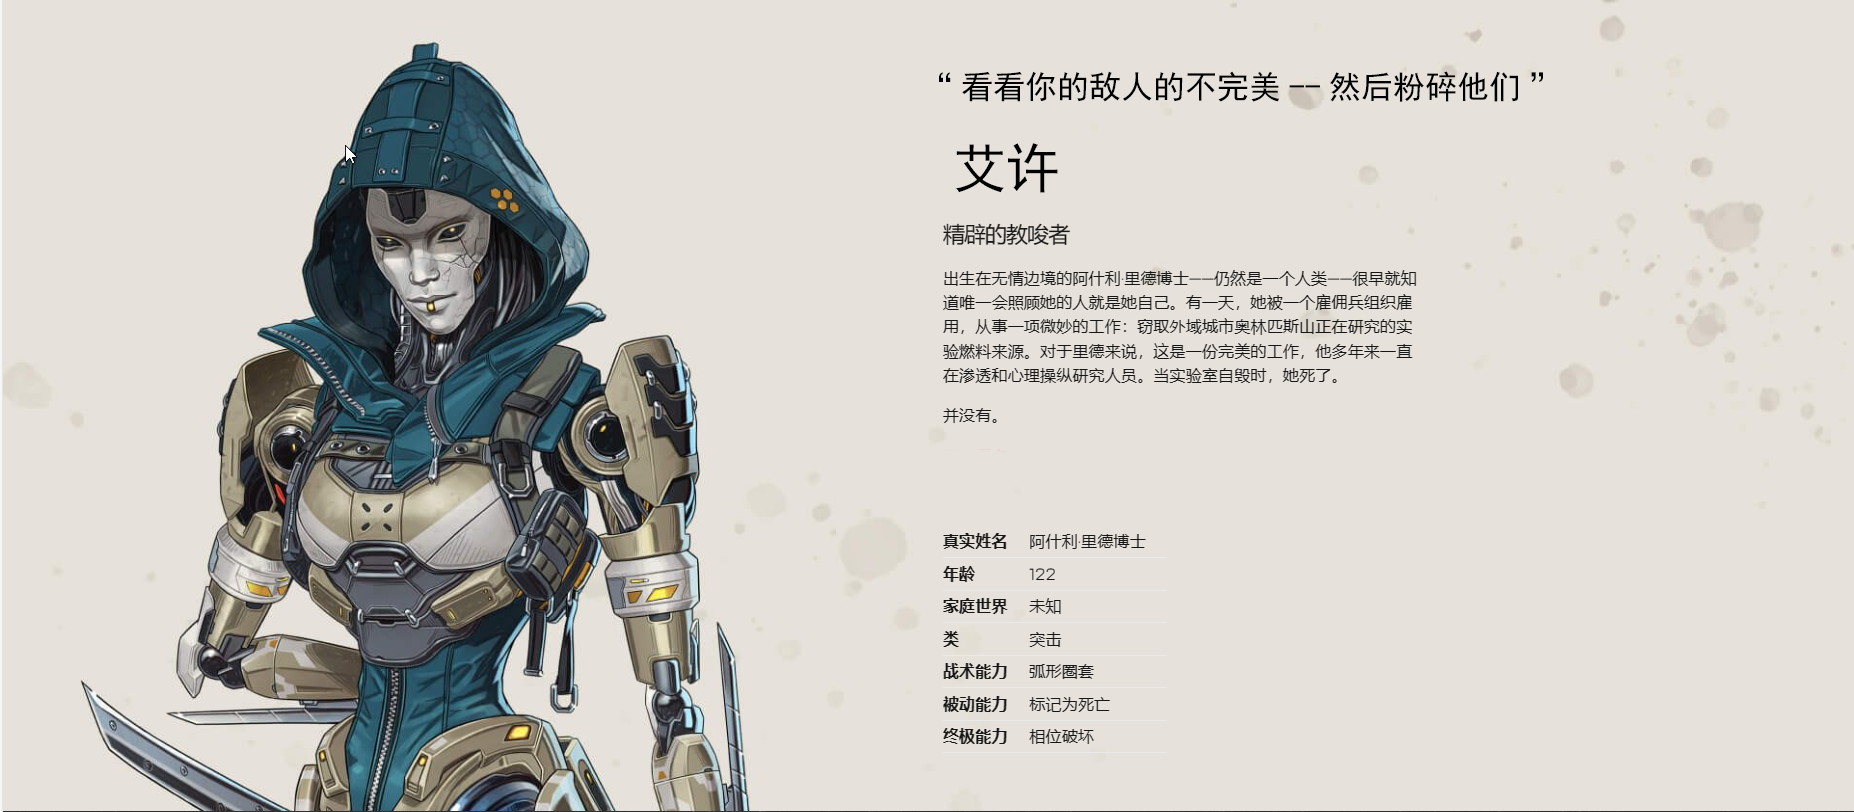 “ 看看你的敌人的不完美 –– 然后粉碎他们 ”
艾许
精辟的教唆者
出生在无情边境的阿什利·里德博士——仍然是一个人类——很早就知
道唯一会照顾她的人就是她自己。有一天，她被一个雇佣兵组织雇
用，从事一项微妙的工作：窃取外域城市奥林匹斯山正在研究的实
验燃料来源。对于里德来说，这是一份完美的工作，他多年来一直
在渗透和心理操纵研究人员。当实验室自毁时，她死了。
并没有。
真实姓名 阿什利·里德博士
年龄 122
家庭世界 未知
类 突击
战术能力 弧形圈套
被动能力 标记为死亡
终极能力 相位破坏